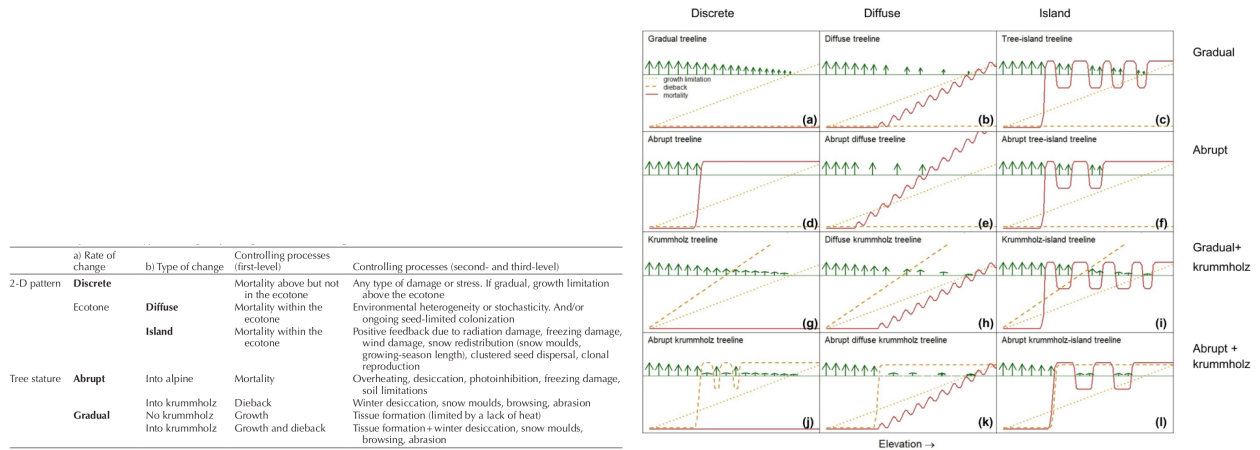 Discrete Diffuse Island
Gradual treeline Diffuse treeline Tree-island treeline
Gradual
growth limitation
dieback
mortality
(a) (b) (c)
Abrupt treeline Abrupt diffuse treeline Abrupt tree-island treeline
Abrupt
(d) (e) (f)
Krummholz treeline Diffuse krummholz treeline Krummholz-island treeline
Gradual+
krummholz
(g) (h) (i)
Abrupt krummholz treeline Abrupt diffuse krummholz treeline Abrupt krummholz-island treeline
Abrupt +
krummholz
(j) (k) (l)
Elevation →
a) Rate of
change
b) Type of change
Controlling processes
(first-level)
Controlling processes (second- and third-level)
2-D pattern Discrete Mortality above but not
in the ecotone
Any type of damage or stress. If gradual, growth limitation
above the ecotone
Ecotone Diffuse Mortality within the
ecotone
Environmental heterogeneity or stochasticity. And/or
ongoing seed-limited colonization
Island Mortality within the
ecotone
Positive feedback due to radiation damage, freezing damage,
wind damage, snow redistribution (snow moulds,
growing-season length), clustered seed dispersal, clonal
reproduction
Tree stature Abrupt Into alpine Mortality Overheating, desiccation, photoinhibition, freezing damage,
soil limitations
Into krummholz Dieback Winter desiccation, snow moulds, browsing, abrasion
Gradual No krummholz Growth Tissue formation (limited by a lack of heat)
Into krummholz Growth and dieback Tissue formation + winter desiccation, snow moulds,
browsing, abrasion